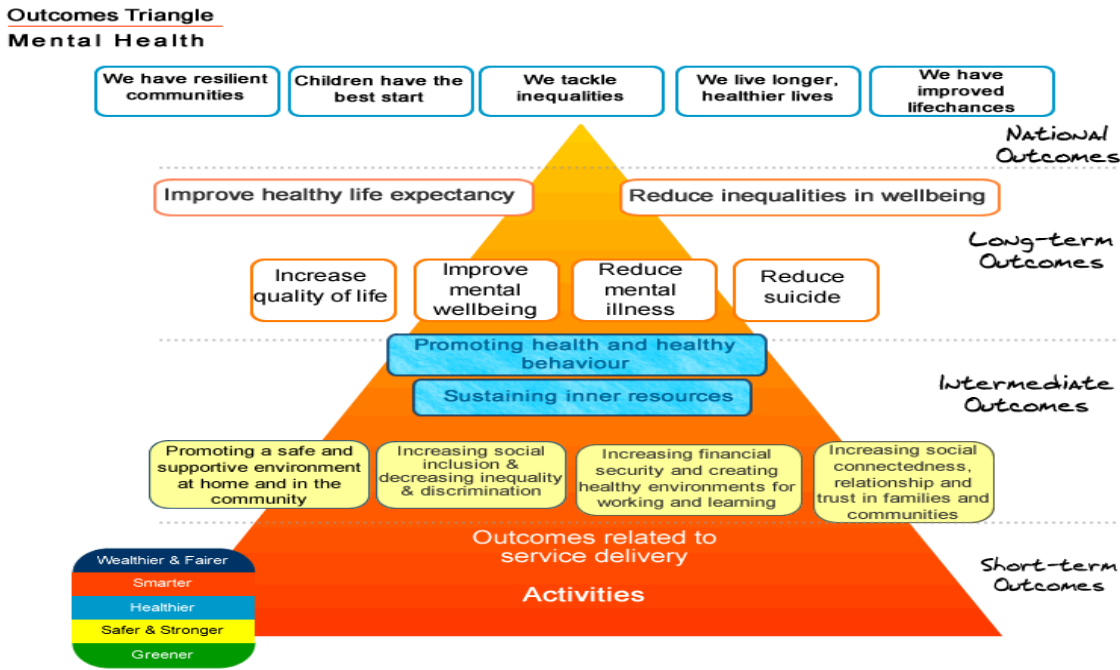 Outcomes Triangle
Mental Health
We have resilient
communities
Children have the
best start
We tackle
inequalities
We live longer,
healthier lives
We have
improved
lifechances
National
Outcomes
Improve healthy life expectancy
Reduce inequalities in wellbeing
Long-term
Outcomes
Increase
quality of life
Improve
mental
wellbeing
Reduce
mental
illness
Reduce
suicide
Promoting health and healthy
behaviour
Sustaining inner resources
Intermediate
Outcomes
Promoting a safe and
supportive environment
at home and in the
community
Increasing social
inclusion &
decreasing inequality
& discrimination
Increasing financial
security and creating
healthy environments for
working and learning
Increasing social
connectedness,
relationship and
trust in families and
communities
Outcomes related to
service delivery
Activities
Short-term
Outcomes
Wealthier & Fairer
Smarter
Healthier
Safer & Stronger
Greener